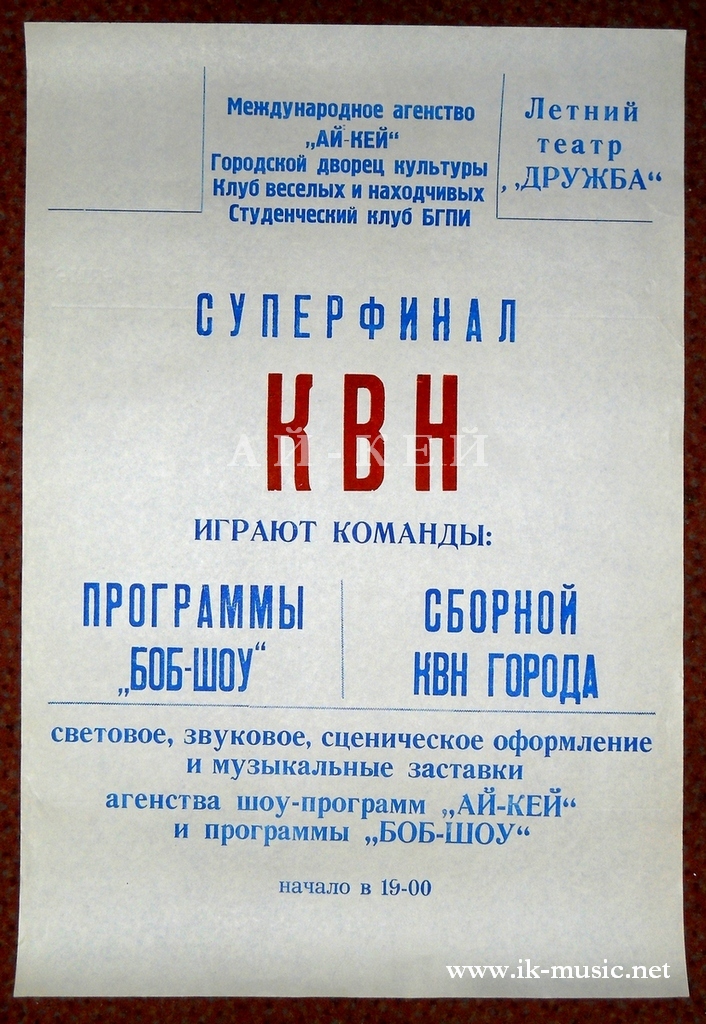 Международное агенство
„АЙ-КЕЙ“
Городской дворец культуры
Клуб веселых и находчивых
Студенческий клуб БГПИ
Летний
театр
„ДРУЖБА“
СУПЕРФИНАЛ
КВН
АЙ-КЕЙ
ИГРАЮТ КОМАНДЫ:
ПРОГРАММЫ
„БОБ-ШОУ“
СБОРНОЙ
КВН ГОРОДА
световое, звуковое, сценическое оформление
и музыкальные заставки
агенства шоу-программ „АЙ-КЕЙ“
и программы „БОБ-ШОУ“
начало в 19-00
www.ik-music.net